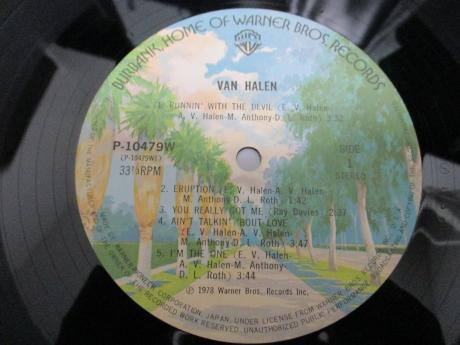 BURBANK, HOME OF WARNER BROS. RECORDS
VAN HALEN
1. RUNNIN' WITH THE DEVIL (E. V. Halen-
A. V. Halen-M. Anthony-D.
L. Roth) 3:32
P-10479W
(P-10479W1)
33⅓RPM
SIDE
1
STEREO
2. ERUPTION (E. V. Halen-A. V. Halen-
M. Anthony-D. L. Roth) 1:42
3. YOU REALLY GOT ME (Ray Davies) 2:37
4. AIN'T TALKIN' 'BOUT LOVE
(E. V. Halen-A. V. Halen-
M. Anthony-D. L. Roth) 3:47
5. I'M THE ONE (E. V. Halen-
A. V. Halen-M. Anthony-
D. L. Roth) 3:44
℗ 1978 Warner Bros. Records Inc.
CORPORATION, JAPAN, UNDER LICENSE FROM WARNER BROS.
RECORDED WORK RESERVED. UNAUTHORIZED PUBLIC PERFORMANCE